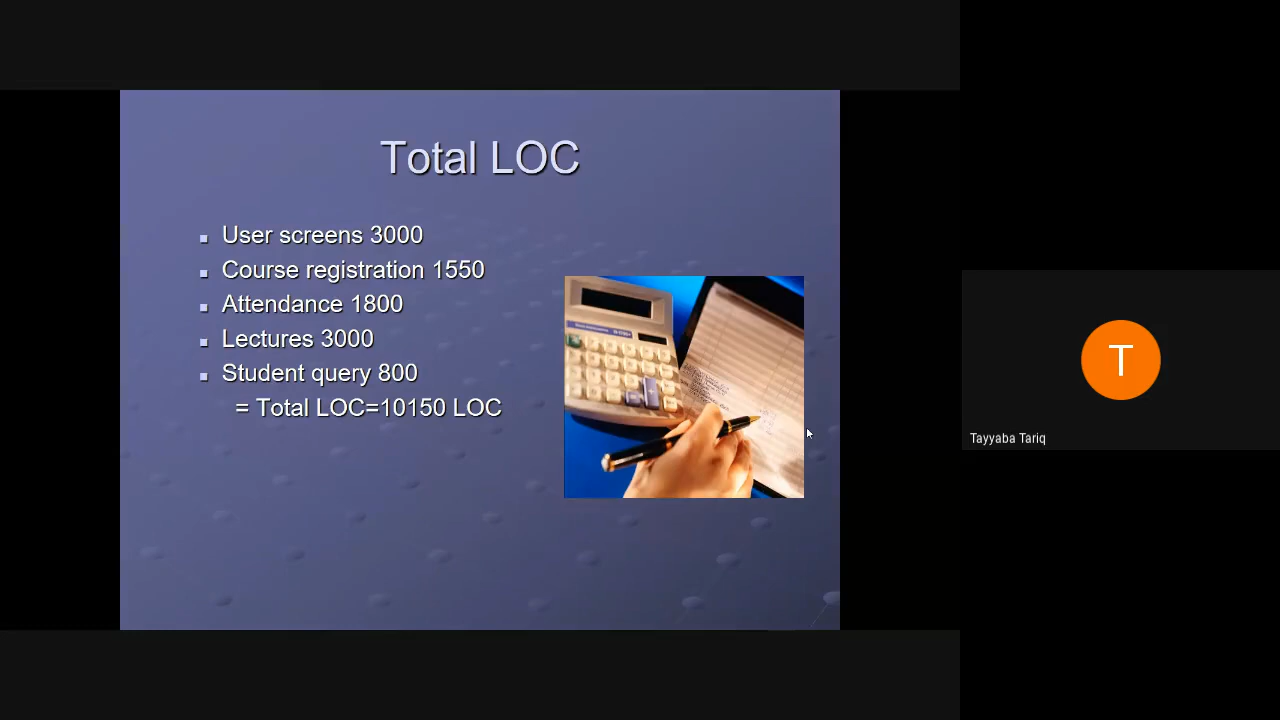 Total LOC
User screens 3000
Course registration 1550
Attendance 1800
Lectures 3000
Student query 800
= Total LOC=10150 LOC
T
Tayyaba Tariq